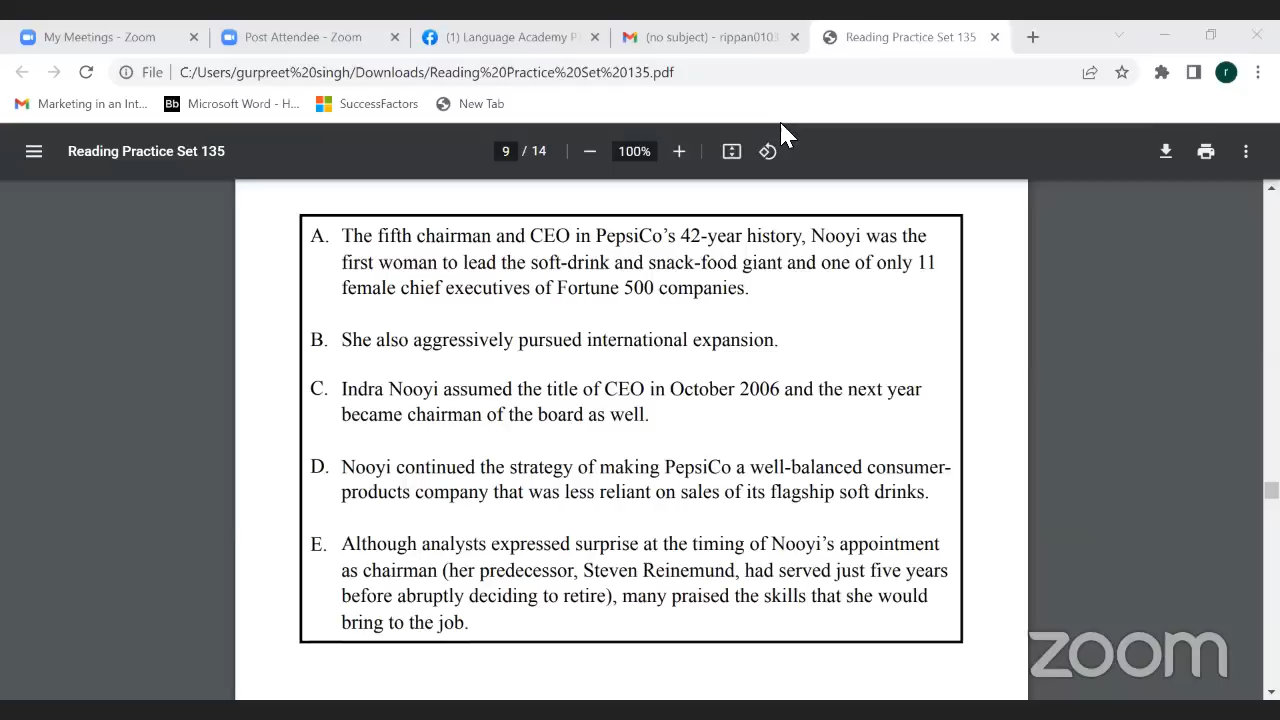 My Meetings - Zoom
Post Attendee - Zoom
(1) Language Academy P
(no subject) - rippan0103
Reading Practice Set 135
File
C:/Users/gurpreet%20singh/Downloads/Reading%20Practice%20Set%20135.pdf
r
Marketing in an Int...
Bb Microsoft Word - H...
SuccessFactors
New Tab
Reading Practice Set 135
9 / 14
100%
A. The fifth chairman and CEO in PepsiCo's 42-year history, Nooyi was the
first woman to lead the soft-drink and snack-food giant and one of only 11
female chief executives of Fortune 500 companies.
B. She also aggressively pursued international expansion.
C. Indra Nooyi assumed the title of CEO in October 2006 and the next year
became chairman of the board as well.
D. Nooyi continued the strategy of making PepsiCo a well-balanced consumer-
products company that was less reliant on sales of its flagship soft drinks.
E. Although analysts expressed surprise at the timing of Nooyi's appointment
as chairman (her predecessor, Steven Reinemund, had served just five years
before abruptly deciding to retire), many praised the skills that she would
bring to the job.
zoom